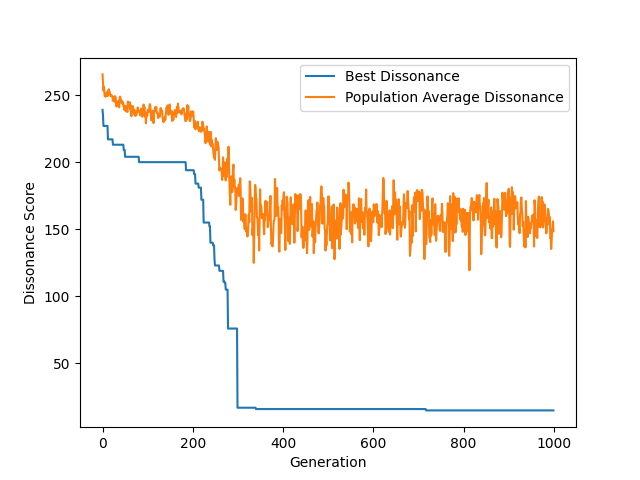 Best Dissonance
Population Average Dissonance
Dissonance Score
250
200
150
100
50
0 200 400 600 800 1000
Generation